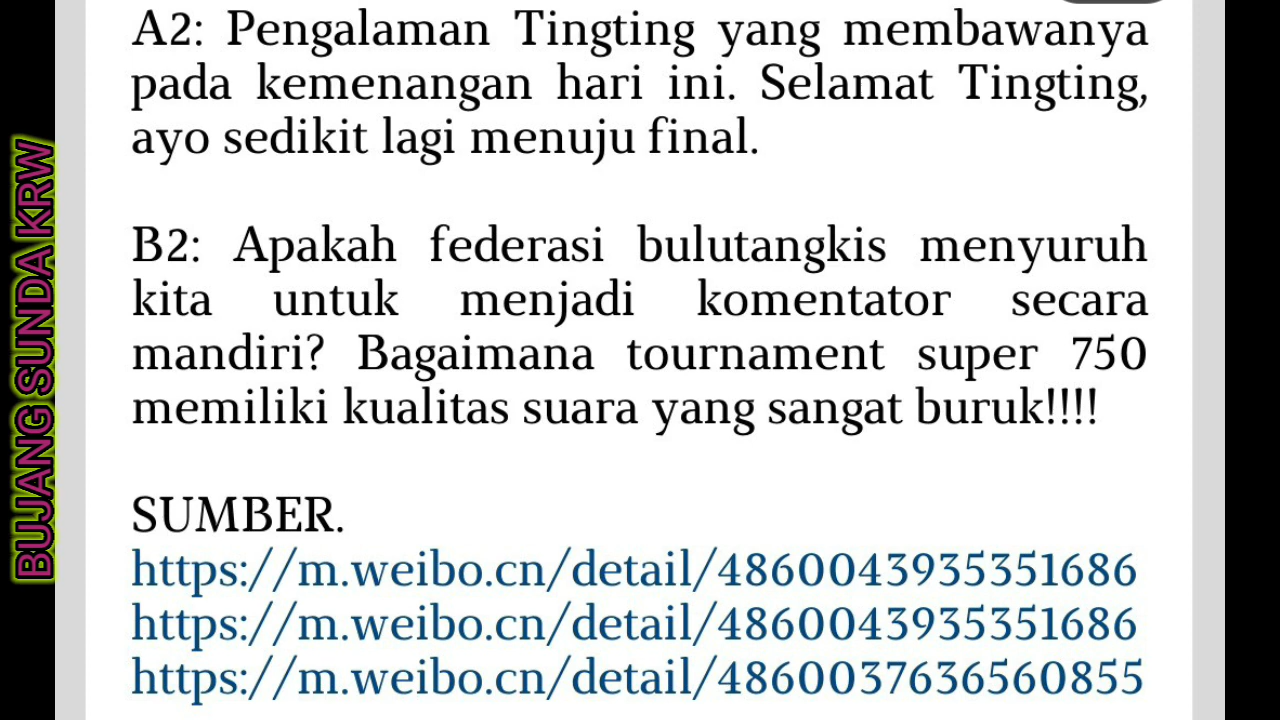 A2: Pengalaman Tingting yang membawanya
pada kemenangan hari ini. Selamat Tingting,
ayo sedikit lagi menuju final.
B2: Apakah federasi bulutangkis menyuruh
kita untuk menjadi komentator secara
mandiri? Bagaimana tournament super 750
memiliki kualitas suara yang sangat buruk!!!!
SUMBER.
https://m.weibo.cn/detail/4860043935351686
https://m.weibo.cn/detail/4860043935351686
https://m.weibo.cn/detail/4860037636560855
BUJANG SUNDA KRW